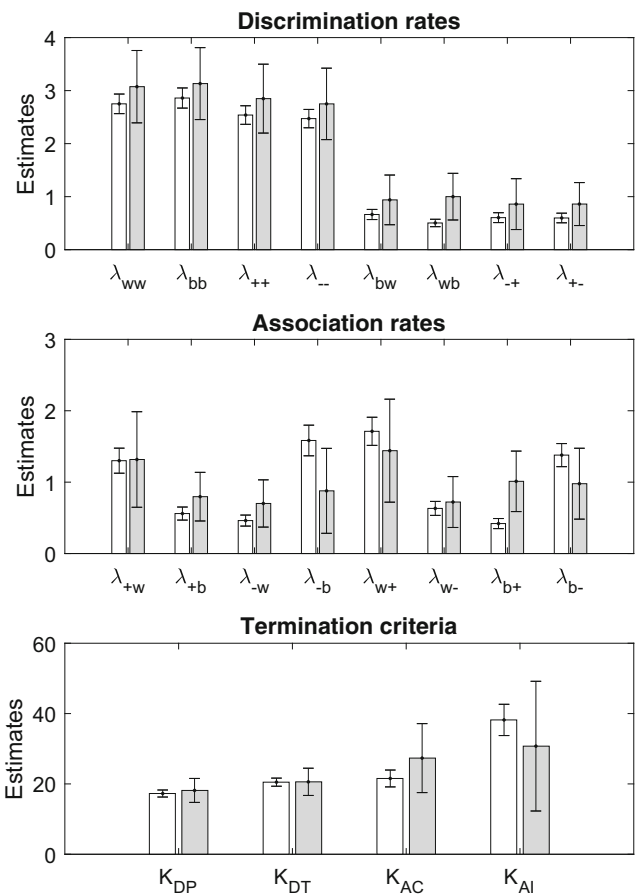 Discrimination rates
4
3
2
1
0
Estimates
λww λbb λ++ λ-- λbw λwb λ-+ λ+-
Association rates
3
2
1
0
Estimates
λ+w λ+b λ-w λ-b λw+ λw- λb+ λb-
Termination criteria
60
40
20
0
Estimates
KDP KDT KAC KAI